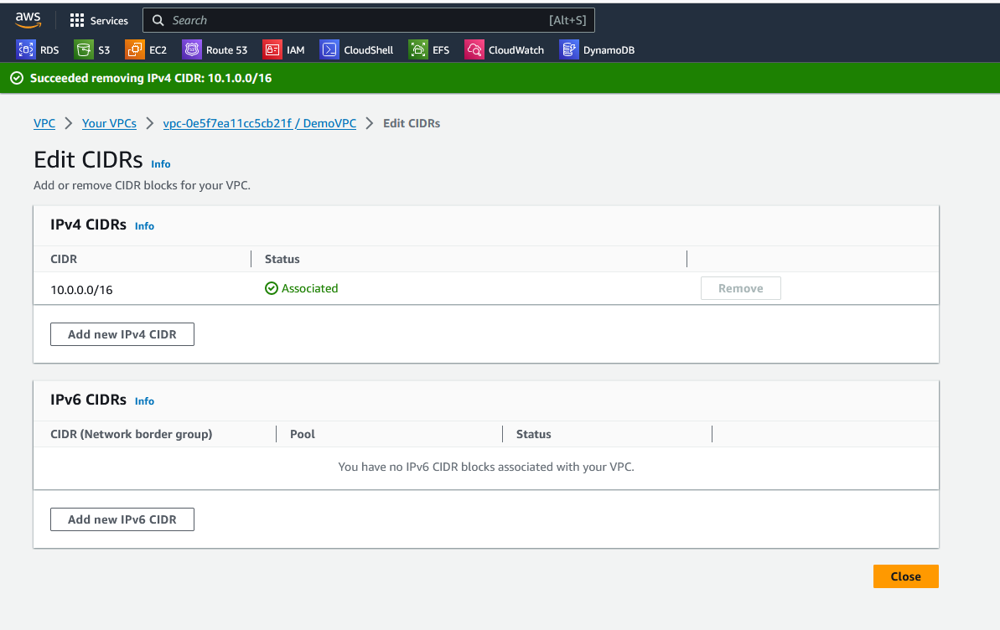 aws Services Search [Alt+S]
RDS S3 EC2 Route 53 IAM CloudShell EFS CloudWatch DynamoDB
Succeeded removing IPv4 CIDR: 10.1.0.0/16
VPC > Your VPCs > vpc-0e5f7ea11cc5cb21f / DemoVPC > Edit CIDRs
Edit CIDRs Info
Add or remove CIDR blocks for your VPC.
IPv4 CIDRs Info
CIDR Status
10.0.0.0/16 Associated Remove
Add new IPv4 CIDR
IPv6 CIDRs Info
CIDR (Network border group) Pool Status
You have no IPv6 CIDR blocks associated with your VPC.
Add new IPv6 CIDR
Close